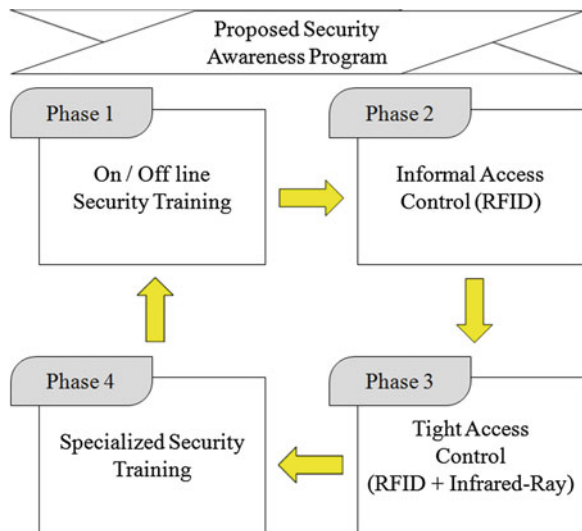 Proposed Security
Awareness Program
Phase 1
On / Off line
Security Training
Phase 2
Informal Access
Control (RFID)
Phase 4
Specialized Security
Training
Phase 3
Tight Access
Control
(RFID + Infrared-Ray)